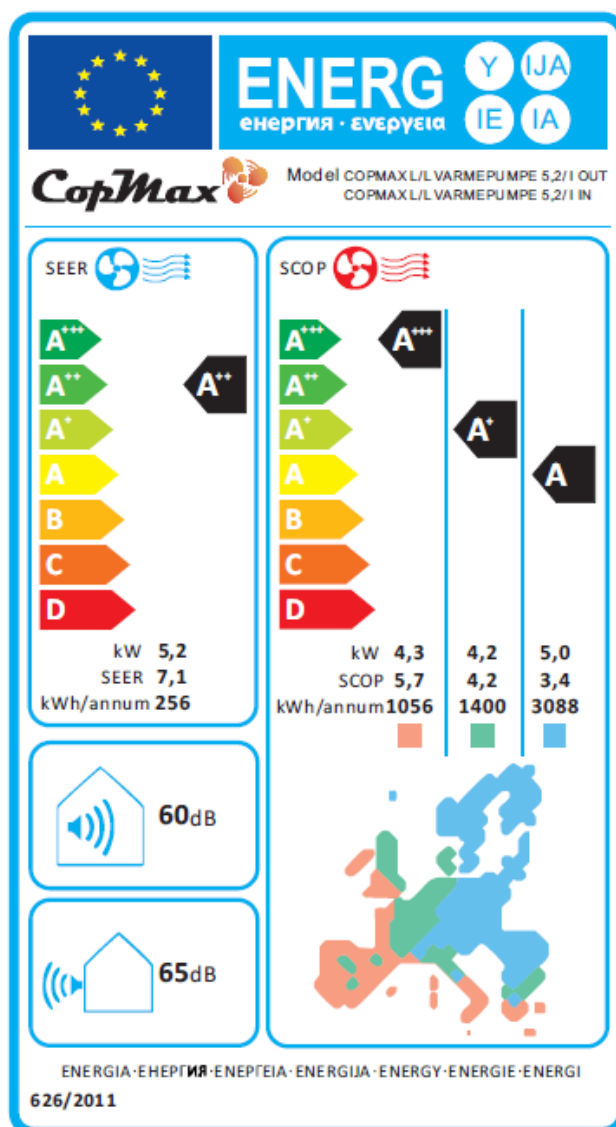 ENERG
енергия · ενεργεια
Y IJA
IE IA
CopMax
Model COPMAX L/L VARMEPUMPE 5,2/I OUT
COPMAX L/L VARMEPUMPE 5,2/I IN
SEER
A+++
A++
A+
A
B
C
D
A++
kW 5,2
SEER 7,1
kWh/annum 256
SCOP
A+++
A++
A+
A
B
C
D
A+++
A+
A
kW 4,3 4,2 5,0
SCOP 5,7 4,2 3,4
kWh/annum 1056 1400 3088
60dB
65dB
ENERGIA·ЕНЕРГИЯ·ΕΝΕΡΓΕΙΑ·ENERGIJA·ENERGY·ENERGIE·ENERGI
626/2011